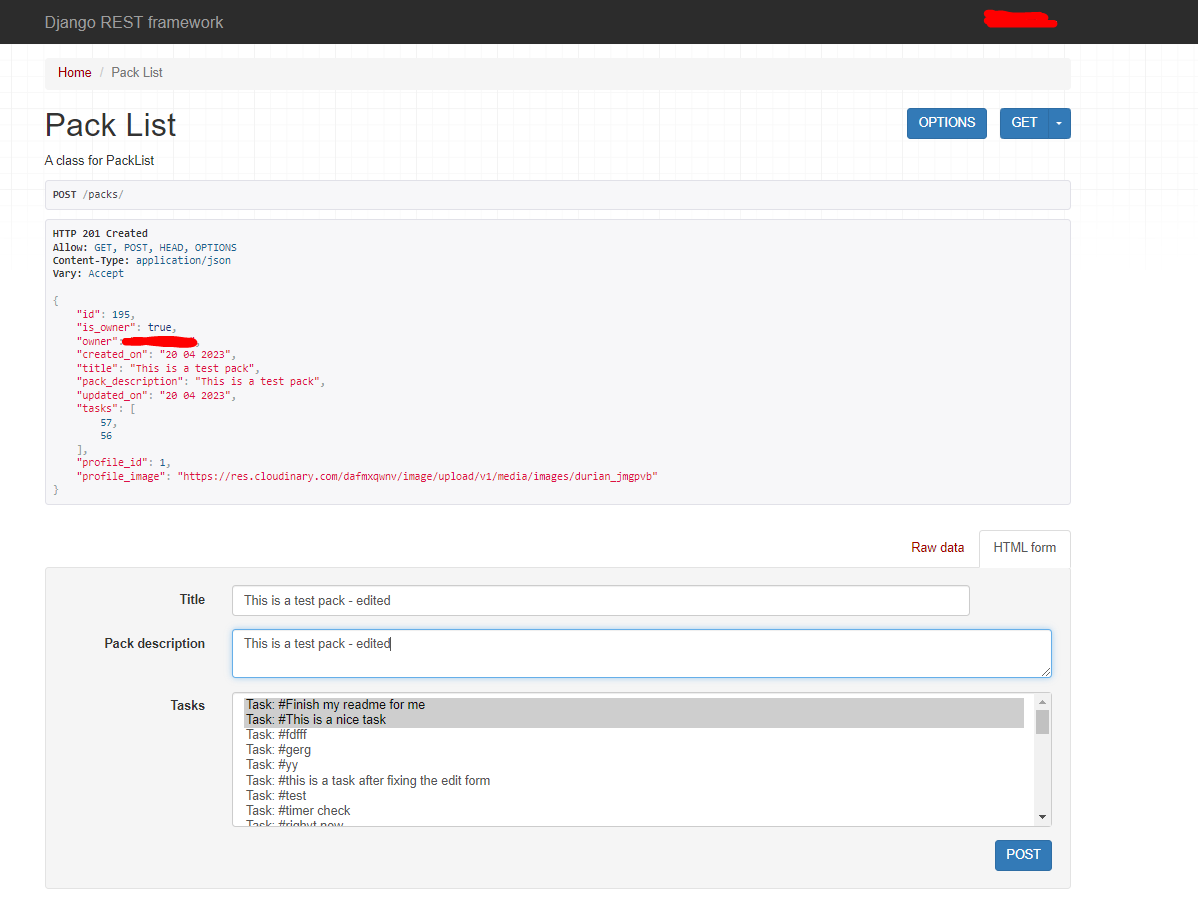 Django REST framework
Home / Pack List
Pack List
OPTIONS
GET
A class for PackList
POST /packs/
HTTP 201 Created
Allow: GET, POST, HEAD, OPTIONS
Content-Type: application/json
Vary: Accept
{
    "id": 195,
    "is_owner": true,
    "owner":
    "created_on": "20 04 2023",
    "title": "This is a test pack",
    "pack_description": "This is a test pack",
    "updated_on": "20 04 2023",
    "tasks": [
        57,
        56
    ],
    "profile_id": 1,
    "profile_image": "https://res.cloudinary.com/dafmxqwnv/image/upload/v1/media/images/durian_jmgpvb"
}
Raw data
HTML form
Title
This is a test pack - edited
Pack description
This is a test pack - edited
Tasks
Task: #Finish my readme for me
Task: #This is a nice task
Task: #fdfff
Task: #gerg
Task: #yy
Task: #this is a task after fixing the edit form
Task: #test
Task: #timer check
Task: #righyt now
POST